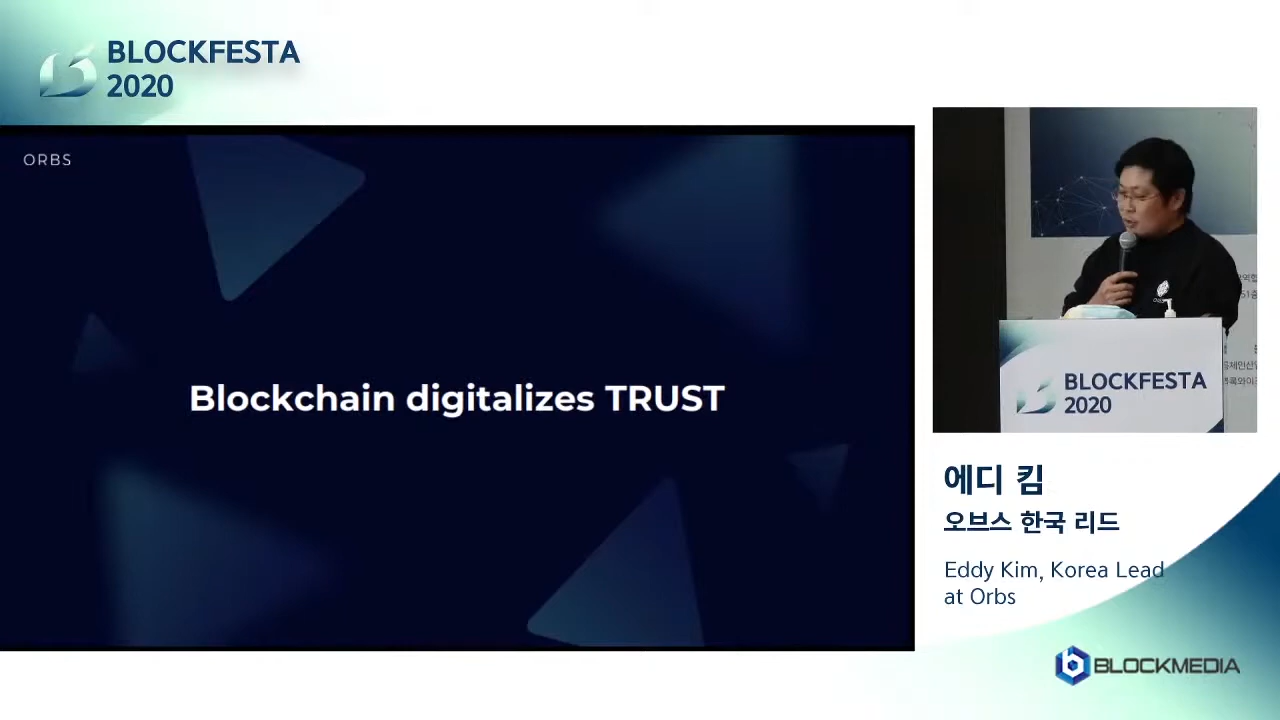 BLOCKFESTA
2020
ORBS
Blockchain digitalizes TRUST
BLOCKFESTA
2020
에디 킴
오브스 한국 리드
Eddy Kim, Korea Lead
at Orbs
BLOCKMEDIA